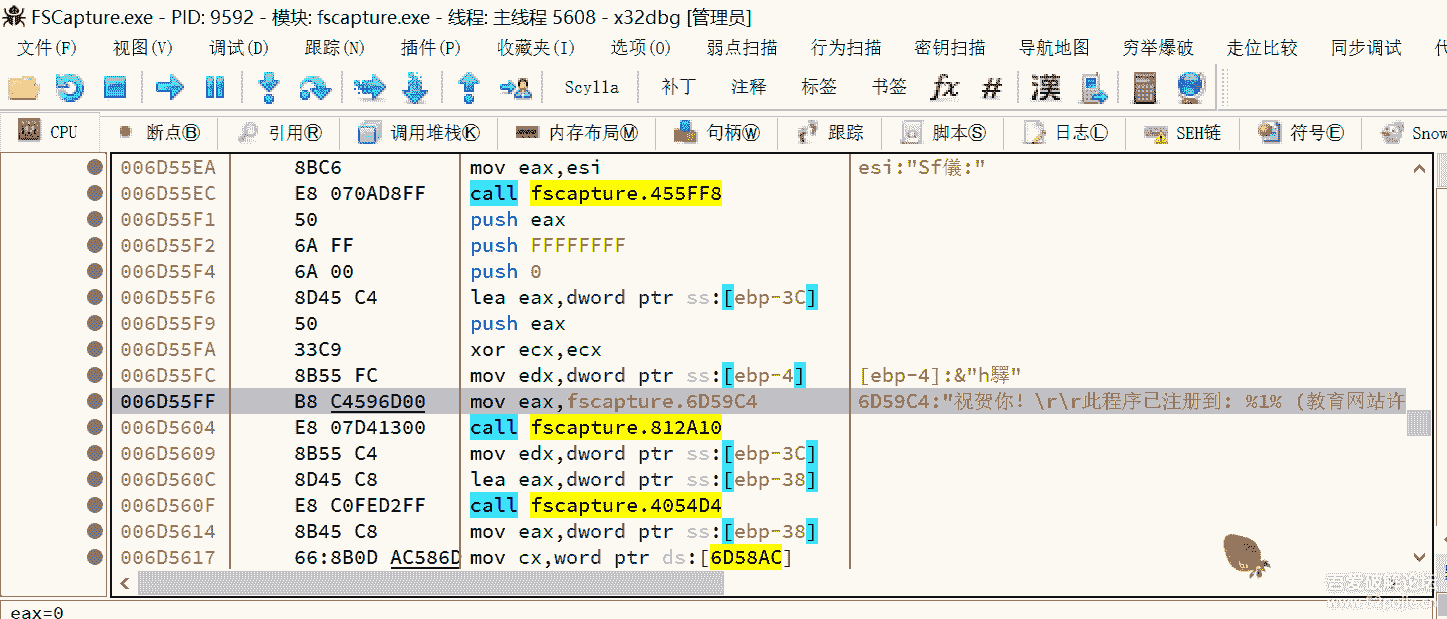 FSCapture.exe - PID: 9592 - 模块: fscapture.exe - 线程: 主线程 5608 - x32dbg [管理员]
文件(F) 视图(V) 调试(D) 跟踪(N) 插件(P) 收藏夹(I) 选项(O) 弱点扫描 行为扫描 密钥扫描 导航地图 穷举爆破 走位比较 同步调试
Scylla 补丁 注释 标签 书签 fx # 漢
CPU 断点Ⓑ 引用Ⓡ 调用堆栈Ⓚ 内存布局Ⓜ 句柄Ⓦ 跟踪 脚本Ⓢ 日志Ⓛ SEH链 符号Ⓔ Snow
006D55EA 8BC6 mov eax,esi esi:"Sf儀:"
006D55EC E8 070AD8FF call fscapture.455FF8
006D55F1 50 push eax
006D55F2 6A FF push FFFFFFFF
006D55F4 6A 00 push 0
006D55F6 8D45 C4 lea eax,dword ptr ss:[ebp-3C]
006D55F9 50 push eax
006D55FA 33C9 xor ecx,ecx
006D55FC 8B55 FC mov edx,dword ptr ss:[ebp-4] [ebp-4]:&"h驛"
006D55FF B8 C4596D00 mov eax,fscapture.6D59C4 6D59C4:"祝贺你! \r\r此程序已注册到: %1% (教育网站许
006D5604 E8 07D41300 call fscapture.812A10
006D5609 8B55 C4 mov edx,dword ptr ss:[ebp-3C]
006D560C 8D45 C8 lea eax,dword ptr ss:[ebp-38]
006D560F E8 C0FED2FF call fscapture.4054D4
006D5614 8B45 C8 mov eax,dword ptr ss:[ebp-38]
006D5617 66:8B0D AC586D mov cx,word ptr ds:[6D58AC]
吾爱破解论坛
eax=0